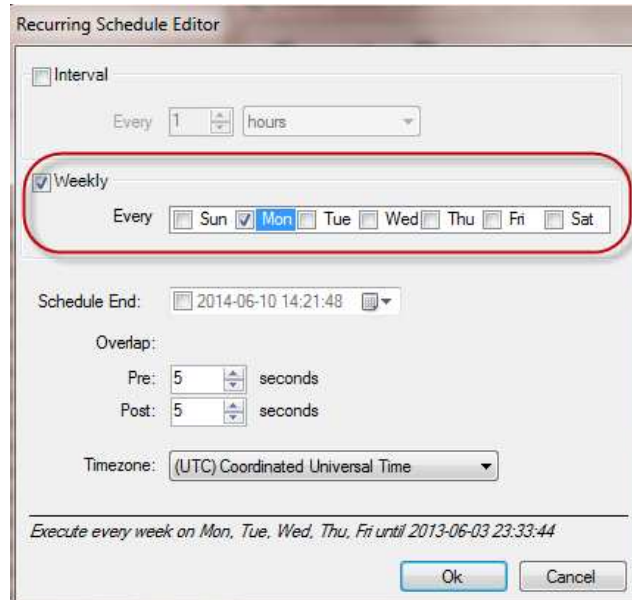 Recurring Schedule Editor
Interval
Every 1 hours
Weekly
Every Sun Mon Tue Wed Thu Fri Sat
Schedule End: 2014-06-10 14:21:48
Overlap:
Pre: 5 seconds
Post: 5 seconds
Timezone: (UTC) Coordinated Universal Time
Execute every week on Mon, Tue, Wed, Thu, Fri until 2013-06-03 23:33:44
Ok Cancel